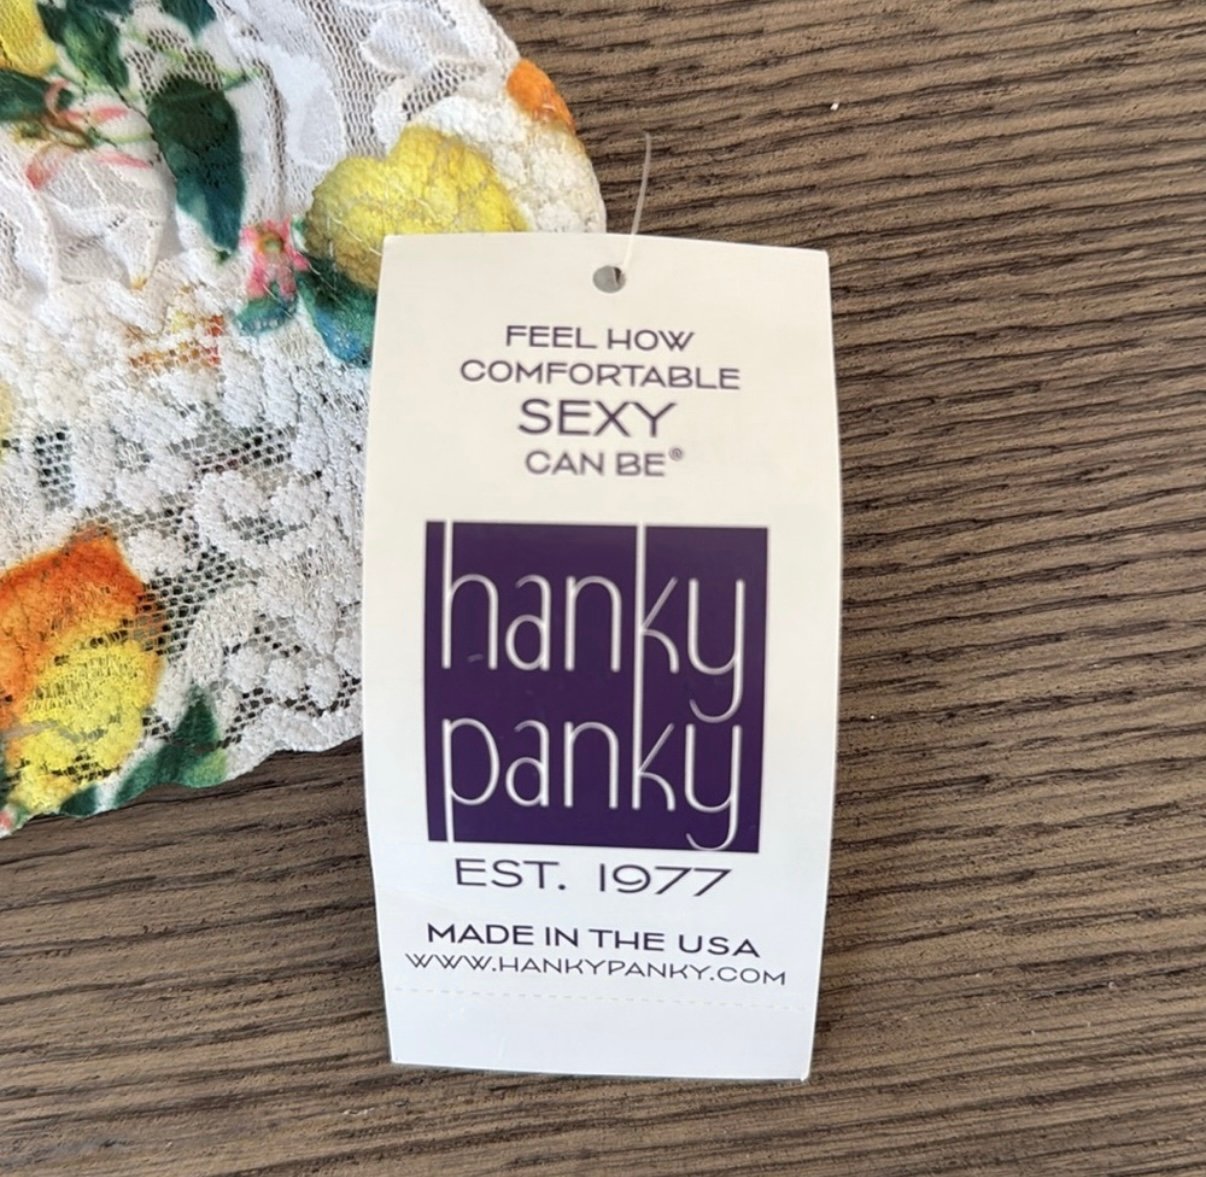 FEEL HOW
COMFORTABLE
SEXY
CAN BE®
hanky
panky
EST. 1977
MADE IN THE USA
WWW.HANKYPANKY.COM